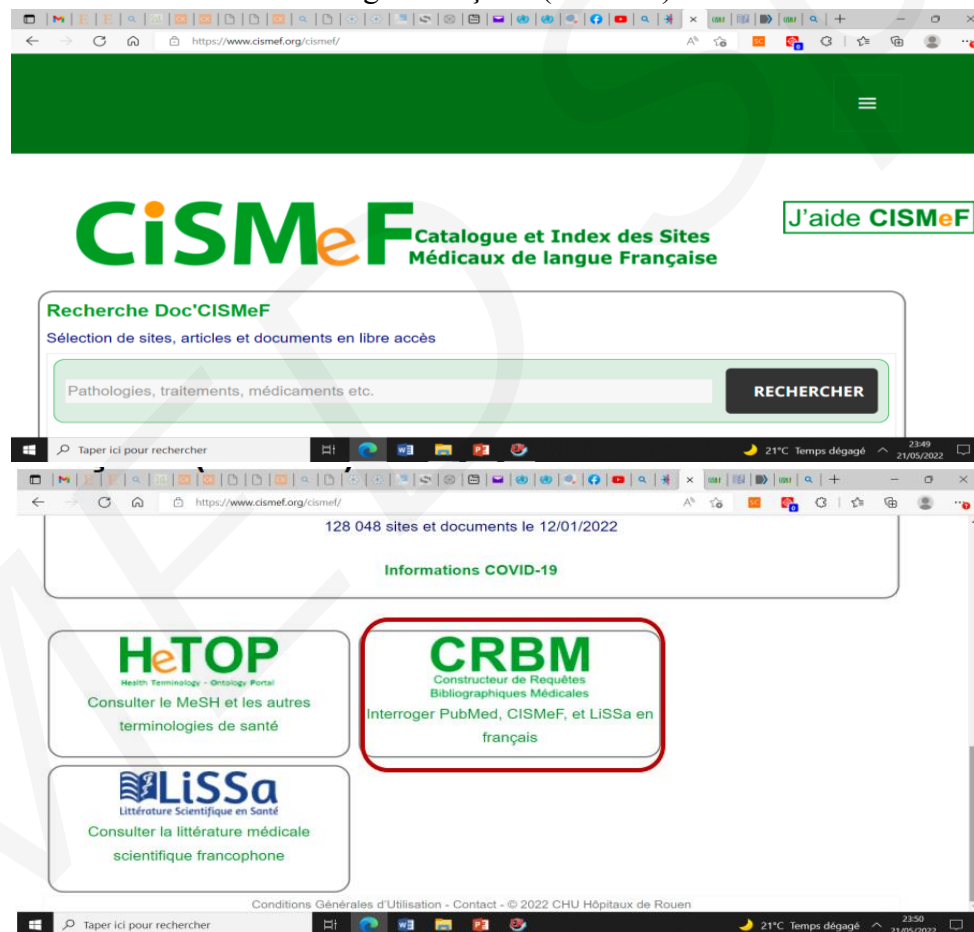 https://www.cismef.org/cismef/
CiSMeF Catalogue et Index des Sites
Médicaux de langue Française
J'aide CISMeF
Recherche Doc'CISMeF
Sélection de sites, articles et documents en libre accès
Pathologies, traitements, médicaments etc.
RECHERCHER
Taper ici pour rechercher
21°C Temps dégagé
23:49
21/05/2022
https://www.cismef.org/cismef/
128 048 sites et documents le 12/01/2022
Informations COVID-19
HeTOP
Health Terminology - Ontology Portal
Consulter le MeSH et les autres
terminologies de santé
CRBM
Constructeur de Requêtes
Bibliographiques Médicales
Interroger PubMed, CISMeF, et LiSSa en
français
LiSSa
Littérature Scientifique en Santé
Consulter la littérature médicale
scientifique francophone
Conditions Générales d'Utilisation - Contact - © 2022 CHU Hôpitaux de Rouen
Taper ici pour rechercher
21°C Temps dégagé
23:50
21/05/2022